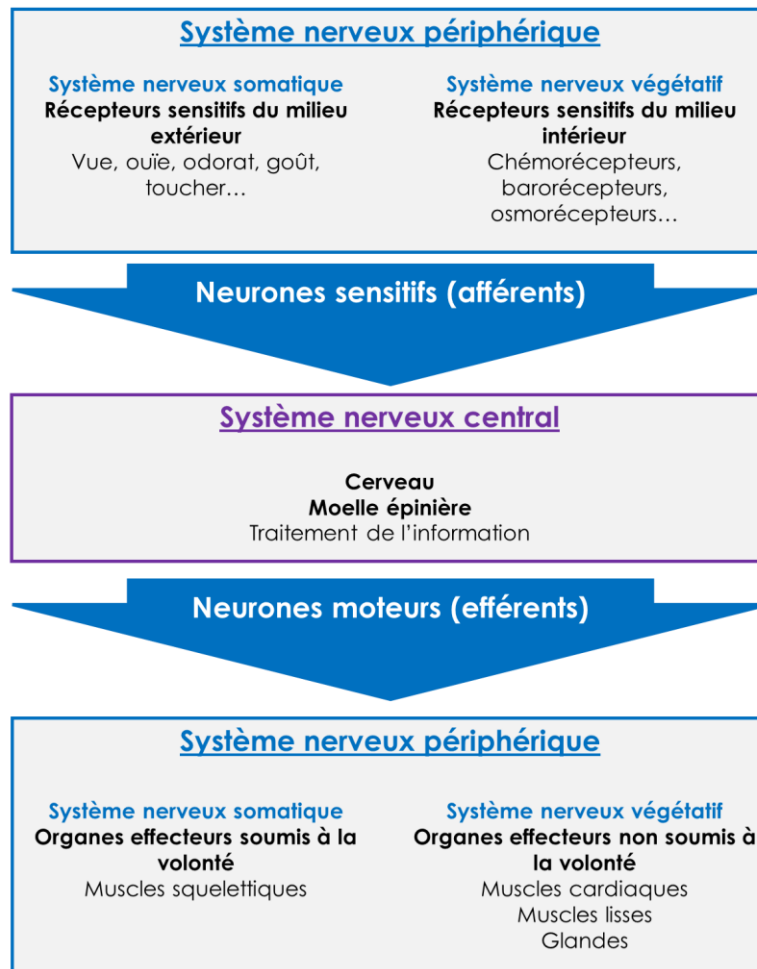 Système nerveux périphérique
Système nerveux somatique
Récepteurs sensitifs du milieu
extérieur
Vue, ouïe, odorat, goût,
toucher…
Système nerveux végétatif
Récepteurs sensitifs du milieu
intérieur
Chémorécepteurs,
barorécepteurs,
osmorécepteurs…
Neurones sensitifs (afférents)
Système nerveux central
Cerveau
Moelle épinière
Traitement de l’information
Neurones moteurs (efférents)
Système nerveux périphérique
Système nerveux somatique
Organes effecteurs soumis à la
volonté
Muscles squelettiques
Système nerveux végétatif
Organes effecteurs non soumis à
la volonté
Muscles cardiaques
Muscles lisses
Glandes